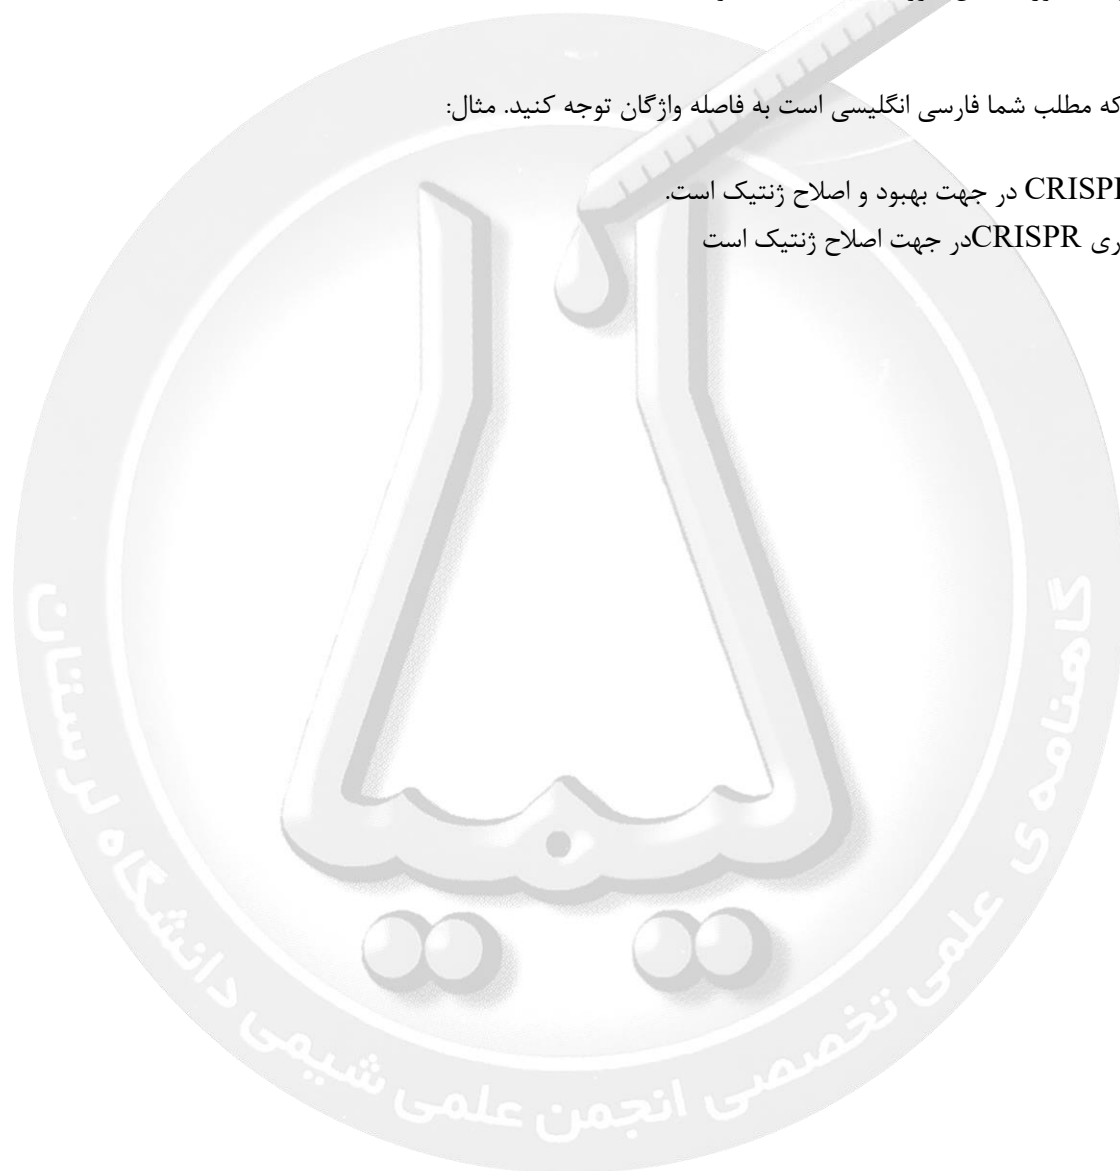 که مطلب شما فارسی انگلیسی است به فاصله واژگان توجه کنید. مثال:
CRISPR در جهت بهبود و اصلاح ژنتیک است.
ری CRISPRدر جهت اصلاح ژنتیک است
گاهنامه‌ی علمی تخصصی انجمن علمی شیمی دانشگاه لرستان